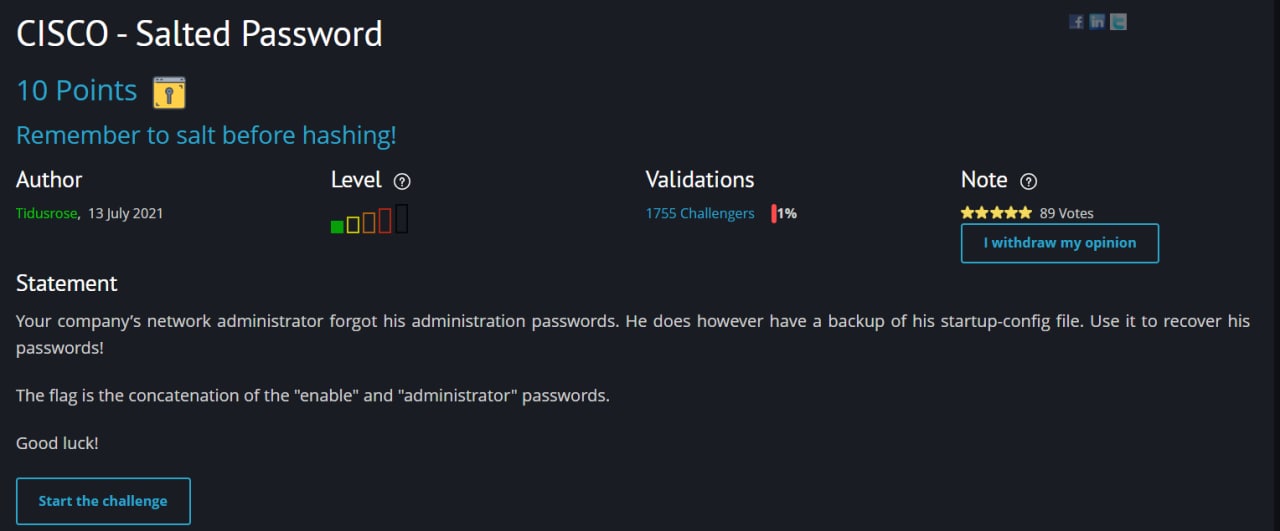 CISCO - Salted Password
10 Points
Remember to salt before hashing!
Author
Level
Validations
Note
Tidusrose, 13 July 2021
1755 Challengers
1%
89 Votes
I withdraw my opinion
Statement
Your company's network administrator forgot his administration passwords. He does however have a backup of his startup-config file. Use it to recover his
passwords!
The flag is the concatenation of the "enable" and "administrator" passwords.
Good luck!
Start the challenge